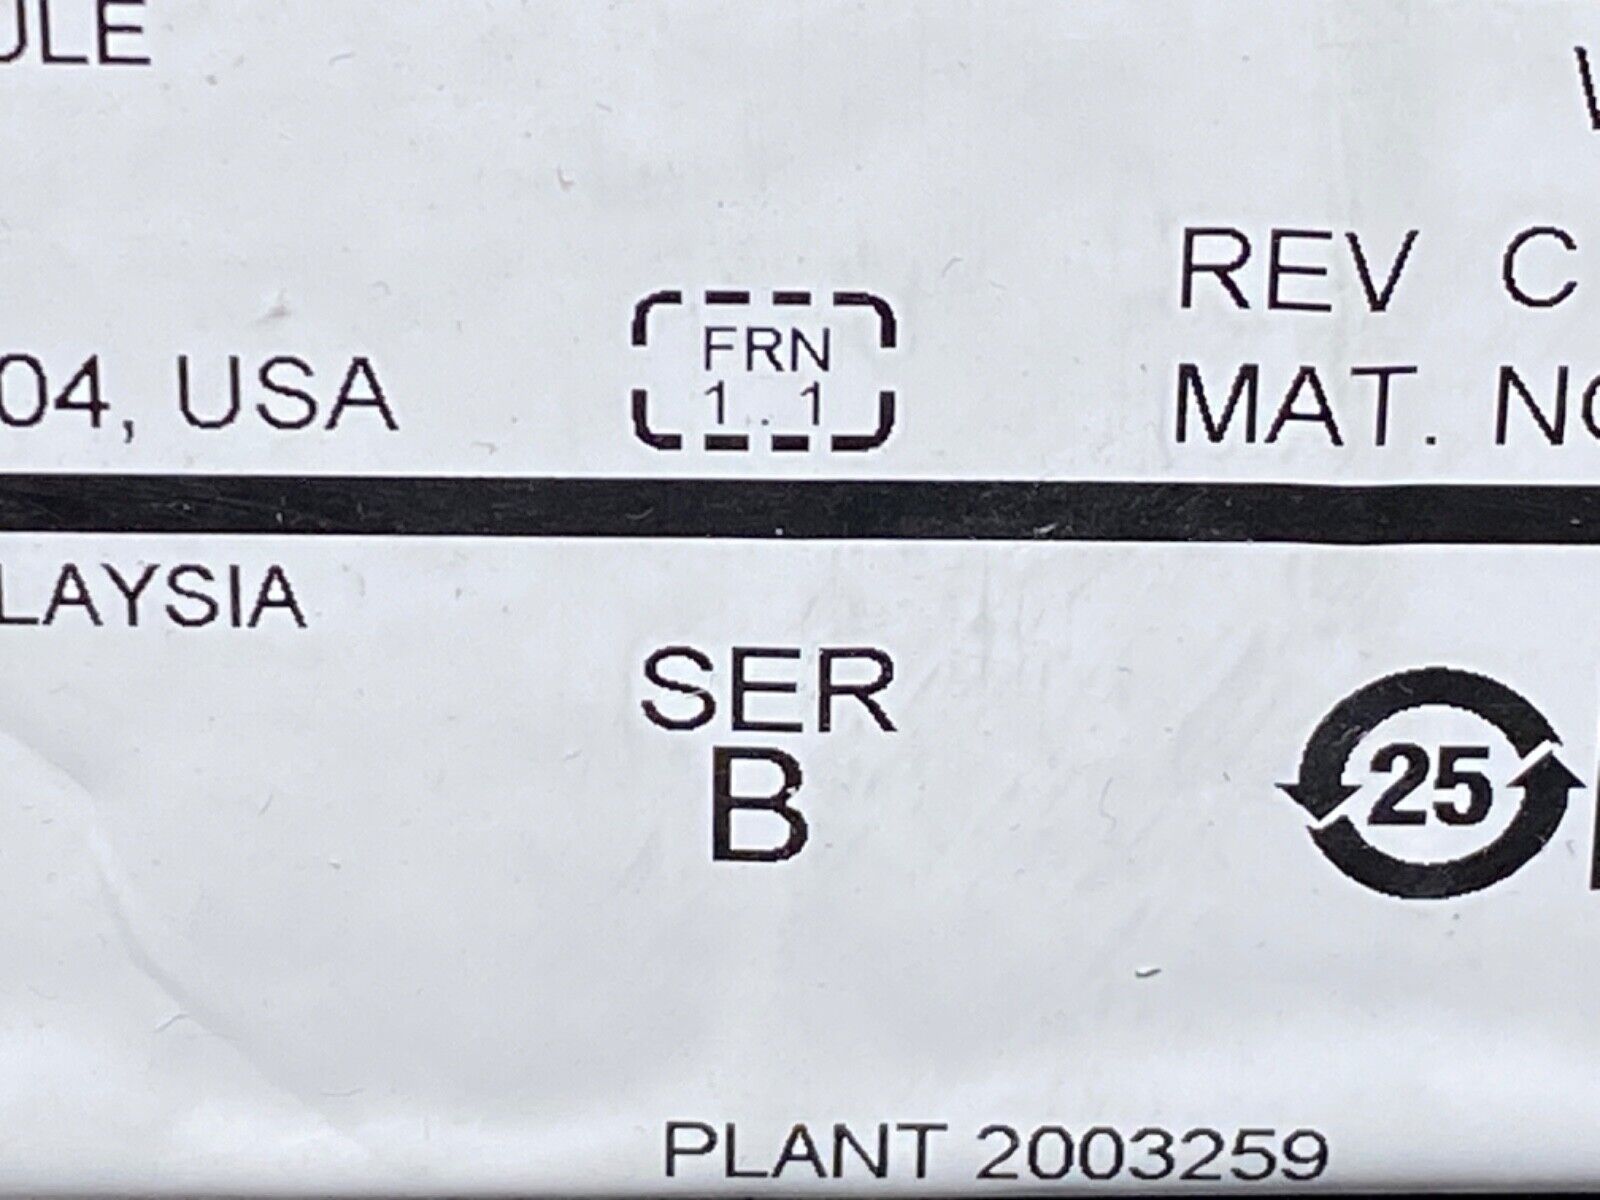 ULE
REV C
FRN
1 . 1
04, USA
MAT. NO
LAYSIA
SER
B
25
PLANT 2003259